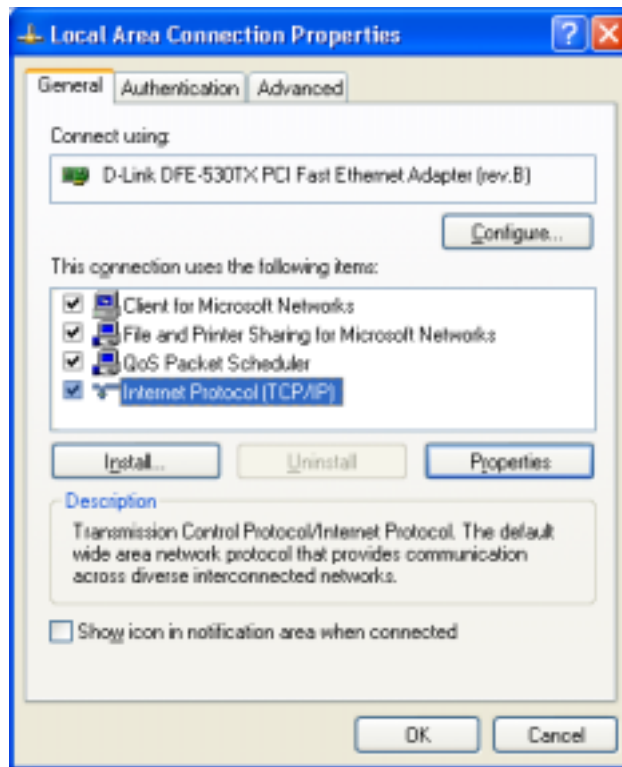 Local Area Connection Properties
General Authentication Advanced
Connect using:
D-Link DFE-530TX PCI Fast Ethernet Adapter (rev.B)
Configure...
This connection uses the following items:
Client for Microsoft Networks
File and Printer Sharing for Microsoft Networks
QoS Packet Scheduler
Internet Protocol (TCP/IP)
Install... Uninstall Properties
Description
Transmission Control Protocol/Internet Protocol. The default
wide area network protocol that provides communication
across diverse interconnected networks.
Show icon in notification area when connected
OK Cancel